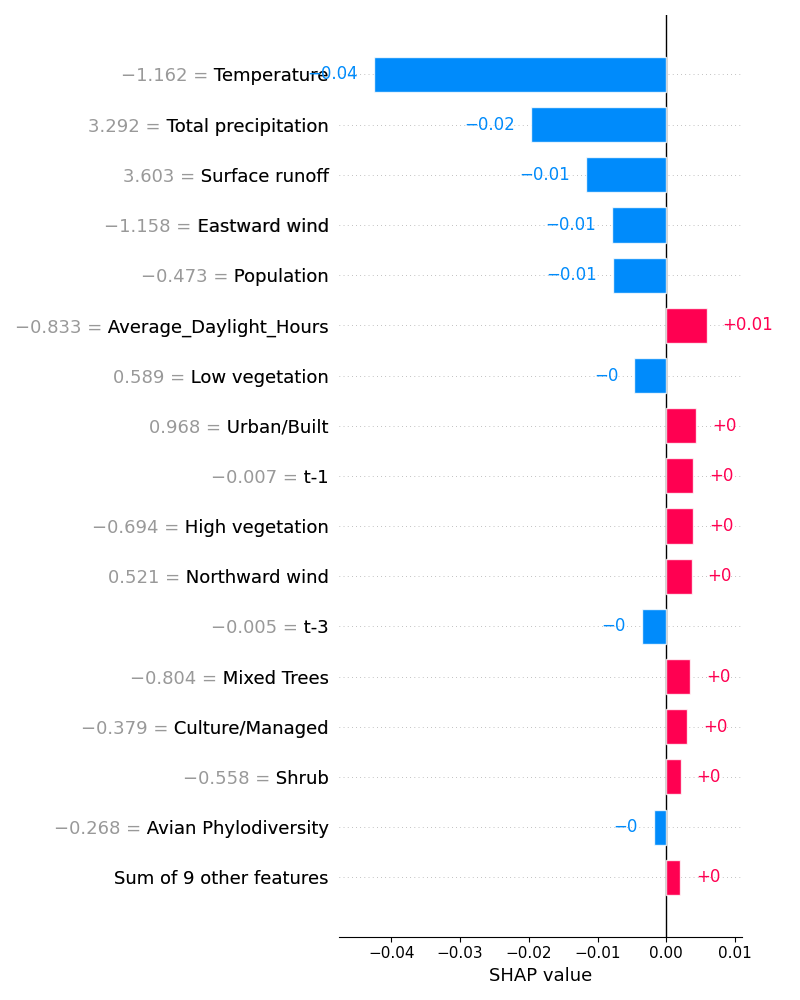 −1.162 = Temperature −0.04
3.292 = Total precipitation −0.02
3.603 = Surface runoff −0.01
−1.158 = Eastward wind −0.01
−0.473 = Population −0.01
−0.833 = Average_Daylight_Hours +0.01
0.589 = Low vegetation −0
0.968 = Urban/Built +0
−0.007 = t-1 +0
−0.694 = High vegetation +0
0.521 = Northward wind +0
−0.005 = t-3 −0
−0.804 = Mixed Trees +0
−0.379 = Culture/Managed +0
−0.558 = Shrub +0
−0.268 = Avian Phylodiversity −0
Sum of 9 other features +0
−0.04 −0.03 −0.02 −0.01 0.00 0.01
SHAP value